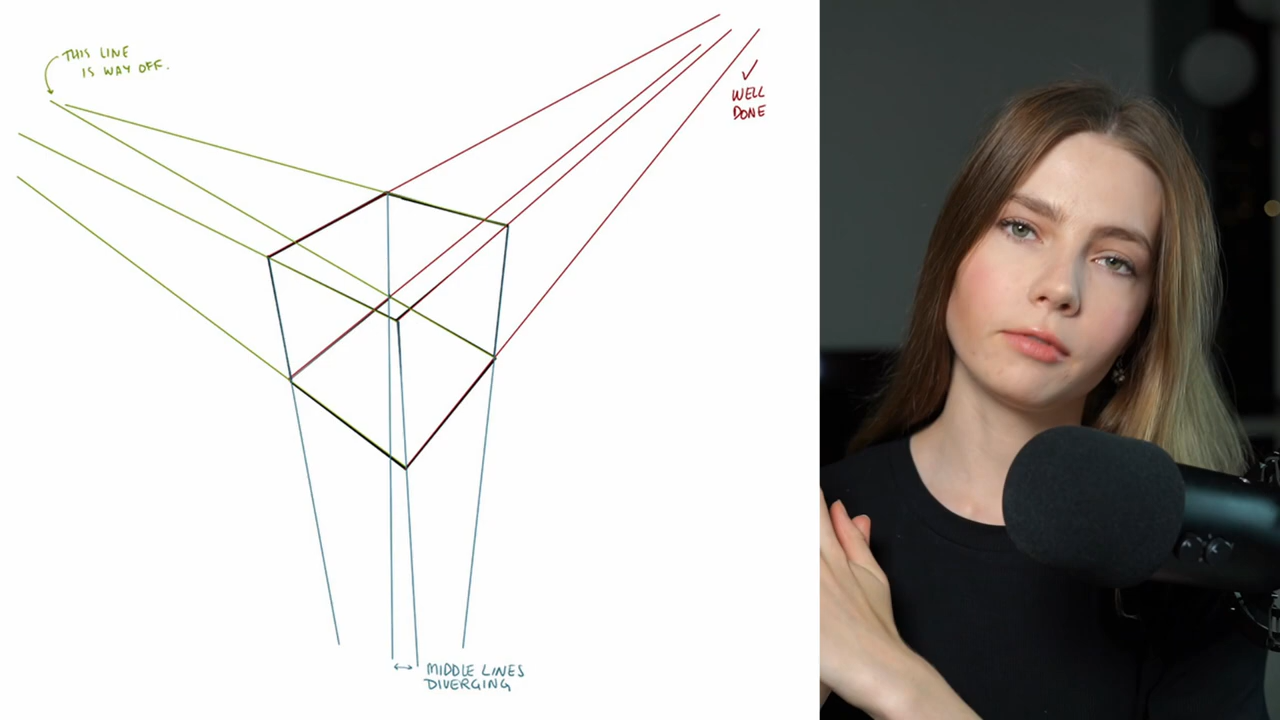 THIS LINE
IS WAY OFF.
WELL
DONE
MIDDLE LINES
DIVERGING